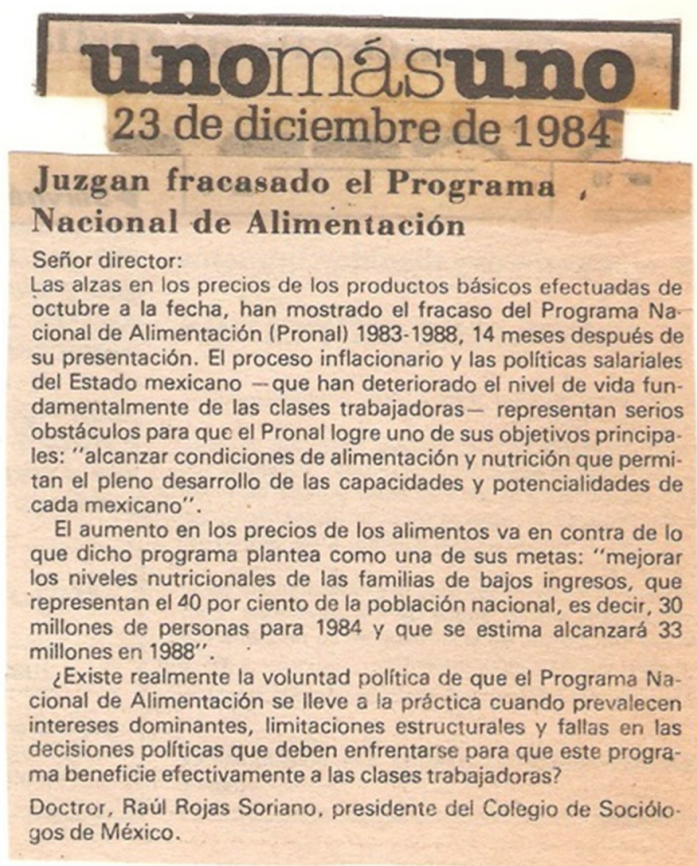 unomásuno
23 de diciembre de 1984
Juzgan fracasado el Programa
Nacional de Alimentación
Señor director:
Las alzas en los precios de los productos básicos efectuadas de
octubre a la fecha, han mostrado el fracaso del Programa Na-
cional de Alimentación (Pronal) 1983-1988, 14 meses después de
su presentación. El proceso inflacionario y las políticas salariales
del Estado mexicano —que han deteriorado el nivel de vida fun-
damentalmente de las clases trabajadoras— representan serios
obstáculos para que el Pronal logre uno de sus objetivos principa-
les: ''alcanzar condiciones de alimentación y nutrición que permi-
tan el pleno desarrollo de las capacidades y potencialidades de
cada mexicano''.
El aumento en los precios de los alimentos va en contra de lo
que dicho programa plantea como una de sus metas: ''mejorar
los niveles nutricionales de las familias de bajos ingresos, que
representan el 40 por ciento de la población nacional, es decir, 30
millones de personas para 1984 y que se estima alcanzará 33
millones en 1988''.
¿Existe realmente la voluntad política de que el Programa Na-
cional de Alimentación se lleve a la práctica cuando prevalecen
intereses dominantes, limitaciones estructurales y fallas en las
decisiones políticas que deben enfrentarse para que este progra-
ma beneficie efectivamente a las clases trabajadoras?
Doctror, Raúl Rojas Soriano, presidente del Colegio de Sociólo-
gos de México.